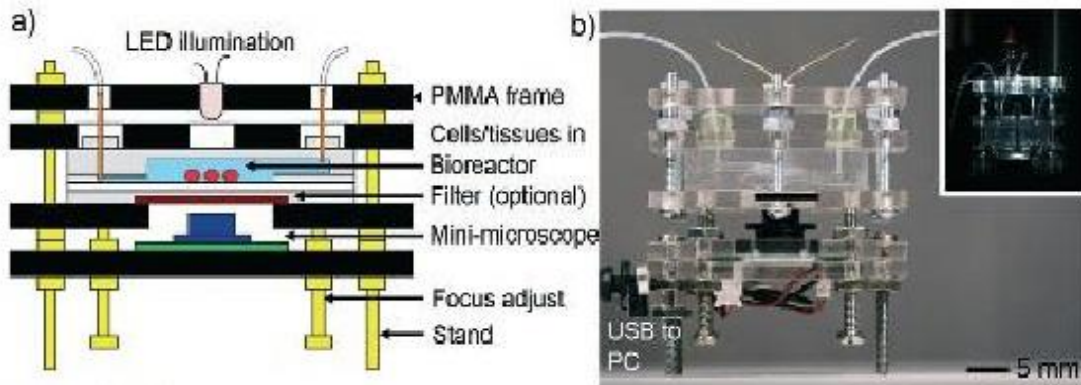 a)
LED illumination
PMMA frame
Cells/tissues in
Bioreactor
Filter (optional)
Mini-microscope
Focus adjust
Stand
b)
USB to
PC
5 mm